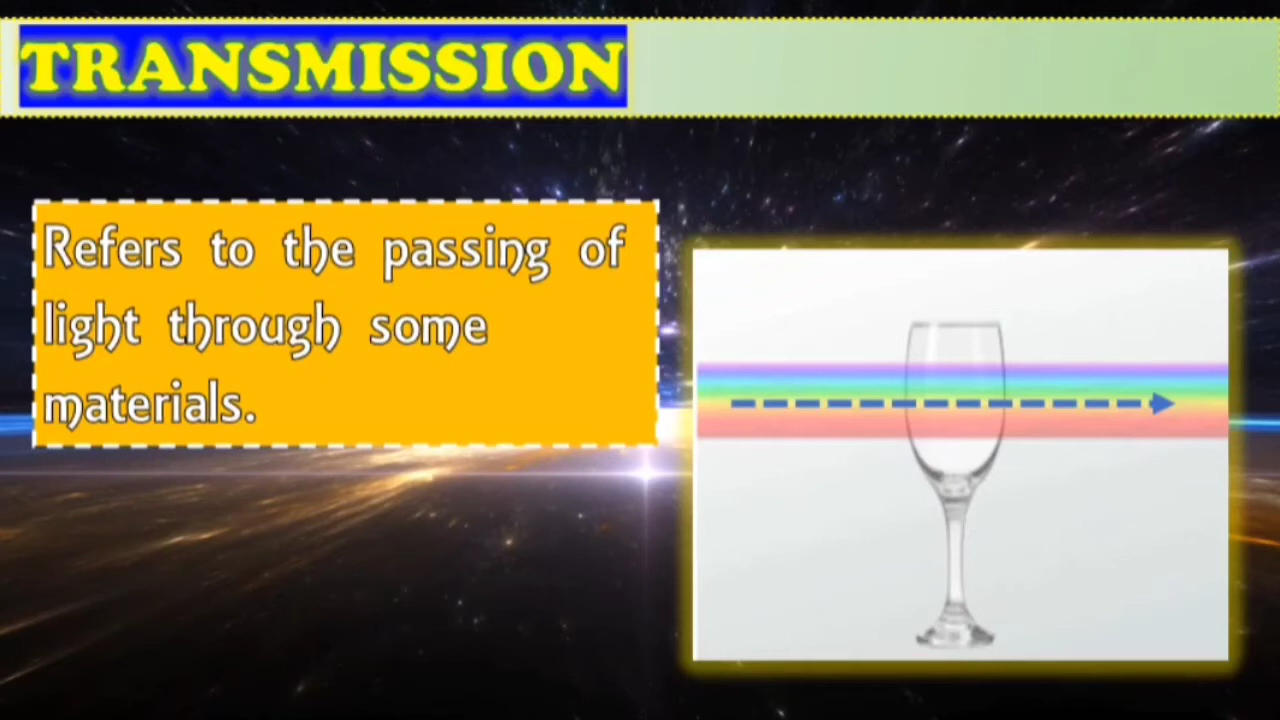 TRANSMISSION
Refers to the passing of
light through some
materials.